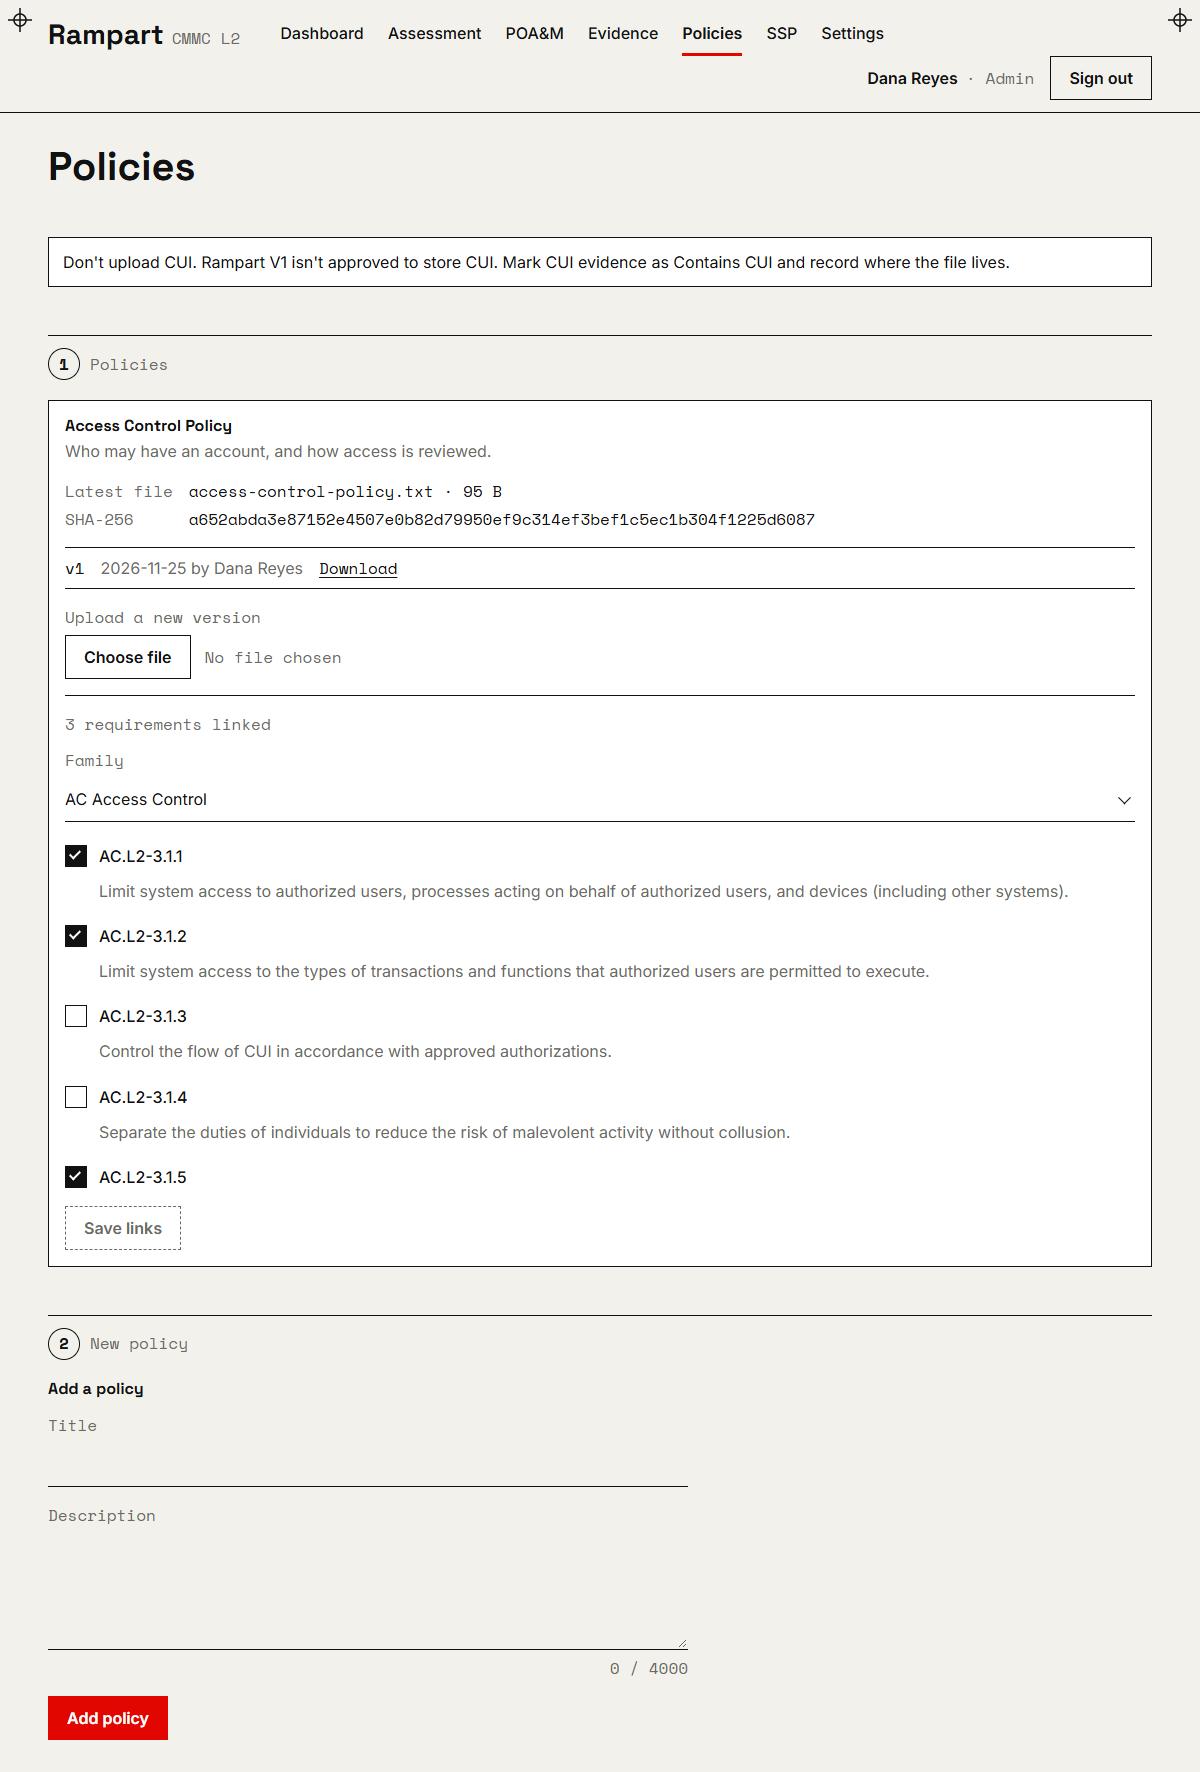 Rampart CMMC L2
Dashboard Assessment POA&M Evidence Policies SSP Settings
Dana Reyes · Admin Sign out
Policies
Don't upload CUI. Rampart V1 isn't approved to store CUI. Mark CUI evidence as Contains CUI and record where the file lives.
1 Policies
Access Control Policy
Who may have an account, and how access is reviewed.
Latest file access-control-policy.txt · 95 B
SHA-256 a652abda3e87152e4507e0b82d79950ef9c314ef3bef1c5ec1b304f1225d6087
v1 2026-11-25 by Dana Reyes Download
Upload a new version
Choose file No file chosen
3 requirements linked
Family
AC Access Control
AC.L2-3.1.1
Limit system access to authorized users, processes acting on behalf of authorized users, and devices (including other systems).
AC.L2-3.1.2
Limit system access to the types of transactions and functions that authorized users are permitted to execute.
AC.L2-3.1.3
Control the flow of CUI in accordance with approved authorizations.
AC.L2-3.1.4
Separate the duties of individuals to reduce the risk of malevolent activity without collusion.
AC.L2-3.1.5
Save links
2 New policy
Add a policy
Title
Description
0 / 4000
Add policy